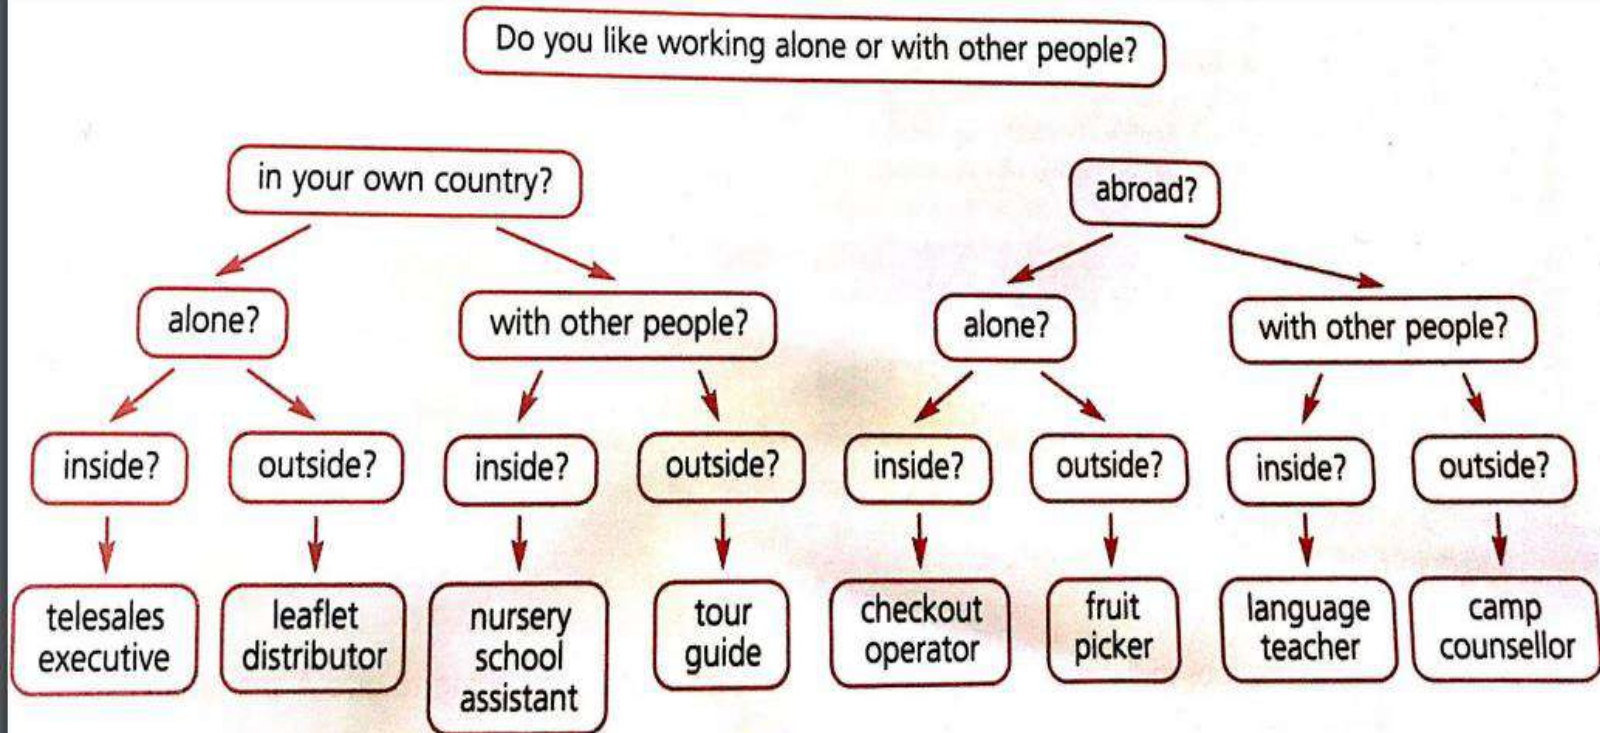 Do you like working alone or with other people?
in your own country?
abroad?
alone?
with other people?
alone?
with other people?
inside?
outside?
inside?
outside?
inside?
outside?
inside?
outside?
telesales
executive
leaflet
distributor
nursery
school
assistant
tour
guide
checkout
operator
fruit
picker
language
teacher
camp
counsellor